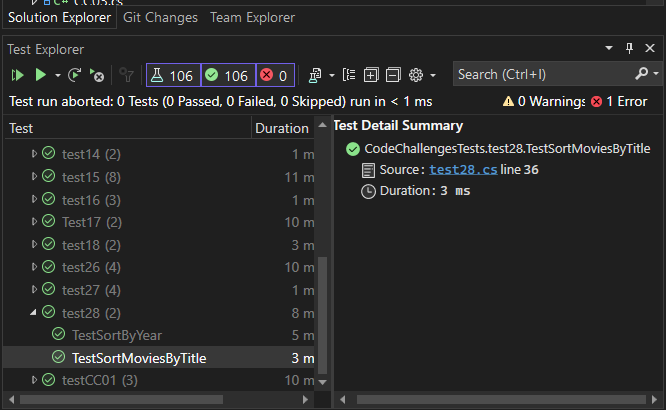 Solution Explorer Git Changes Team Explorer
Test Explorer
106 106 0 Search (Ctrl+I)
Test run aborted: 0 Tests (0 Passed, 0 Failed, 0 Skipped) run in < 1 ms 0 Warnings 1 Error
Test Duration
test14 (2) 1 m
test15 (8) 11 m
test16 (3) 1 m
Test17 (2) 10 m
test18 (2) 3 m
test26 (4) 10 m
test27 (4) 1 m
test28 (2) 8 m
TestSortByYear 5 m
TestSortMoviesByTitle 3 m
testCC01 (3) 10 m
Test Detail Summary
CodeChallengesTests.test28.TestSortMoviesByTitle
Source: test28.cs line 36
Duration: 3 ms